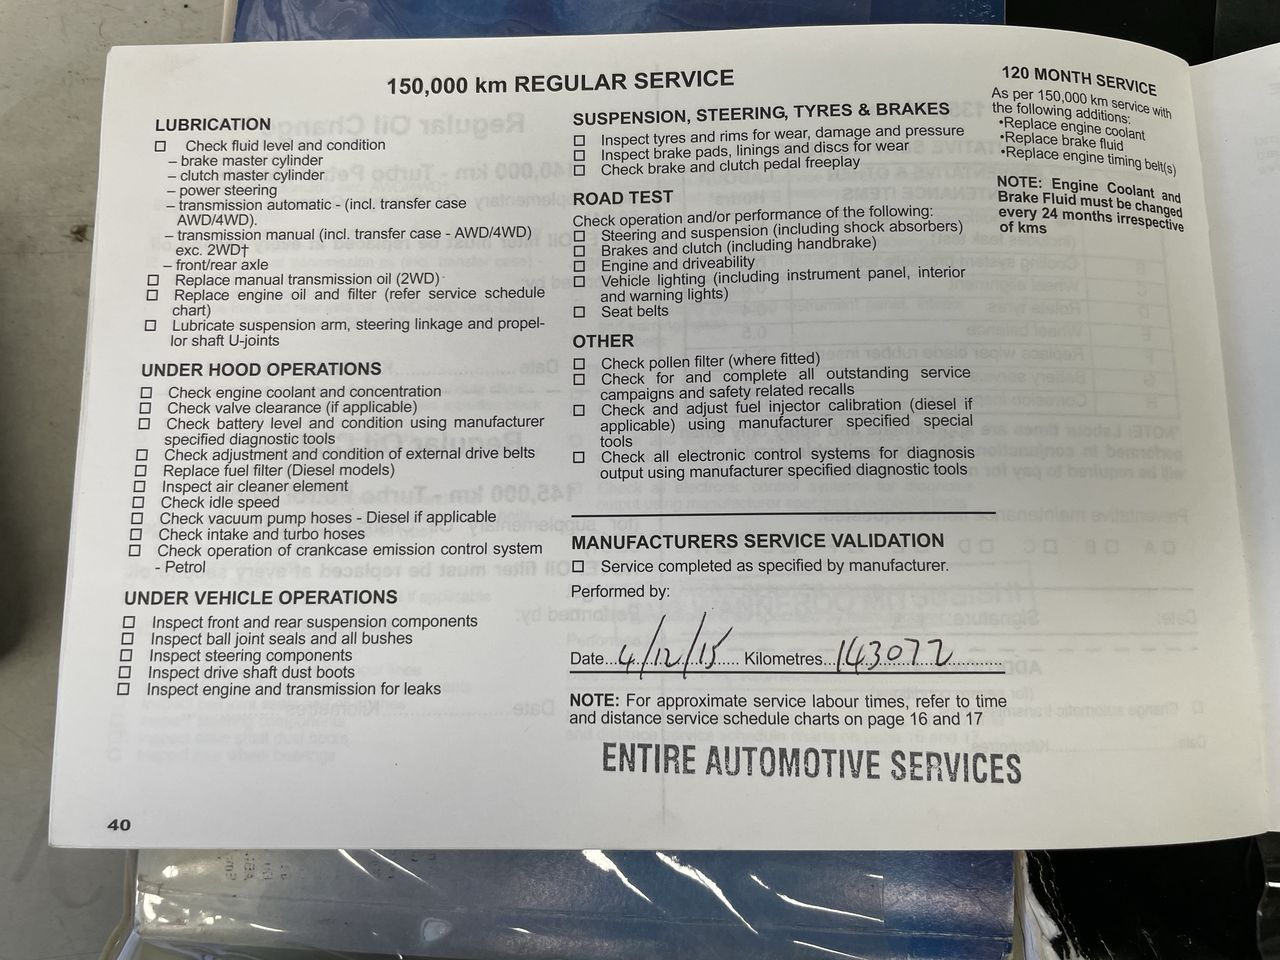 150,000 km REGULAR SERVICE
LUBRICATION
Check fluid level and condition
– brake master cylinder
– clutch master cylinder
– power steering
– transmission automatic - (incl. transfer case
AWD/4WD).
– transmission manual (incl. transfer case - AWD/4WD)
exc. 2WD†
– front/rear axle
Replace manual transmission oil (2WD)
Replace engine oil and filter (refer service schedule
chart)
Lubricate suspension arm, steering linkage and propel-
lor shaft U-joints
UNDER HOOD OPERATIONS
Check engine coolant and concentration
Check valve clearance (if applicable)
Check battery level and condition using manufacturer
specified diagnostic tools
Check adjustment and condition of external drive belts
Replace fuel filter (Diesel models)
Inspect air cleaner element
Check idle speed
Check vacuum pump hoses - Diesel if applicable
Check intake and turbo hoses
Check operation of crankcase emission control system
- Petrol
UNDER VEHICLE OPERATIONS
Inspect front and rear suspension components
Inspect ball joint seals and all bushes
Inspect steering components
Inspect drive shaft dust boots
Inspect engine and transmission for leaks
40
SUSPENSION, STEERING, TYRES & BRAKES
Inspect tyres and rims for wear, damage and pressure
Inspect brake pads, linings and discs for wear
Check brake and clutch pedal freeplay
ROAD TEST
Check operation and/or performance of the following:
Steering and suspension (including shock absorbers)
Brakes and clutch (including handbrake)
Engine and driveability
Vehicle lighting (including instrument panel, interior
and warning lights)
Seat belts
OTHER
Check pollen filter (where fitted)
Check for and complete all outstanding service
campaigns and safety related recalls
Check and adjust fuel injector calibration (diesel if
applicable) using manufacturer specified special
tools
Check all electronic control systems for diagnosis
output using manufacturer specified diagnostic tools
MANUFACTURERS SERVICE VALIDATION
Service completed as specified by manufacturer.
Performed by:
Date...4/12/15.... Kilometres...143077
NOTE: For approximate service labour times, refer to time
and distance service schedule charts on page 16 and 17
ENTIRE AUTOMOTIVE SERVICES
120 MONTH SERVICE
As per 150,000 km service with
the following additions:
•Replace engine coolant
•Replace brake fluid
•Replace engine timing belt(s)
NOTE: Engine Coolant and
Brake Fluid must be changed
every 24 months irrespective
of kms